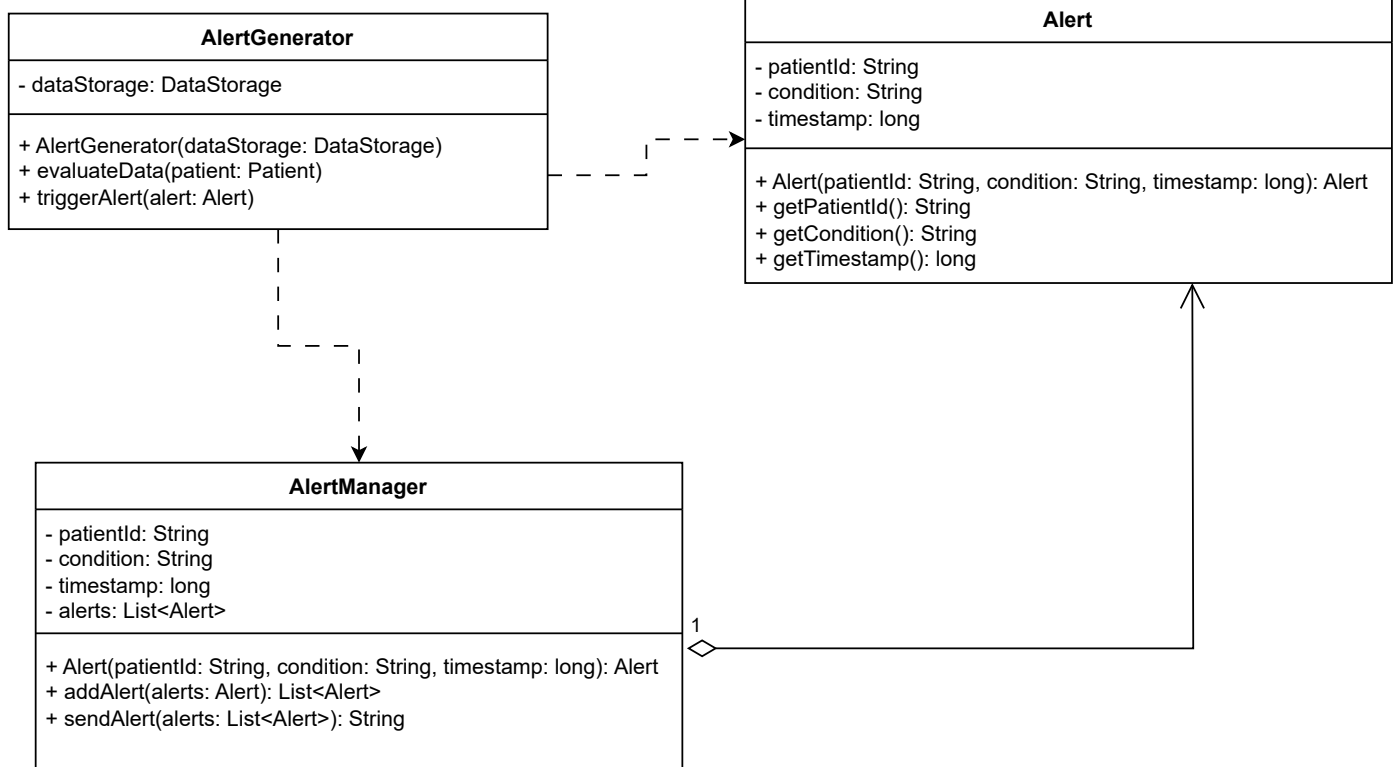 AlertGenerator
- dataStorage: DataStorage
+ AlertGenerator(dataStorage: DataStorage)
+ evaluateData(patient: Patient)
+ triggerAlert(alert: Alert)
Alert
- patientId: String
- condition: String
- timestamp: long
+ Alert(patientId: String, condition: String, timestamp: long): Alert
+ getPatientId(): String
+ getCondition(): String
+ getTimestamp(): long
AlertManager
- patientId: String
- condition: String
- timestamp: long
- alerts: List<Alert>
+ Alert(patientId: String, condition: String, timestamp: long): Alert
+ addAlert(alerts: Alert): List<Alert>
+ sendAlert(alerts: List<Alert>): String
1